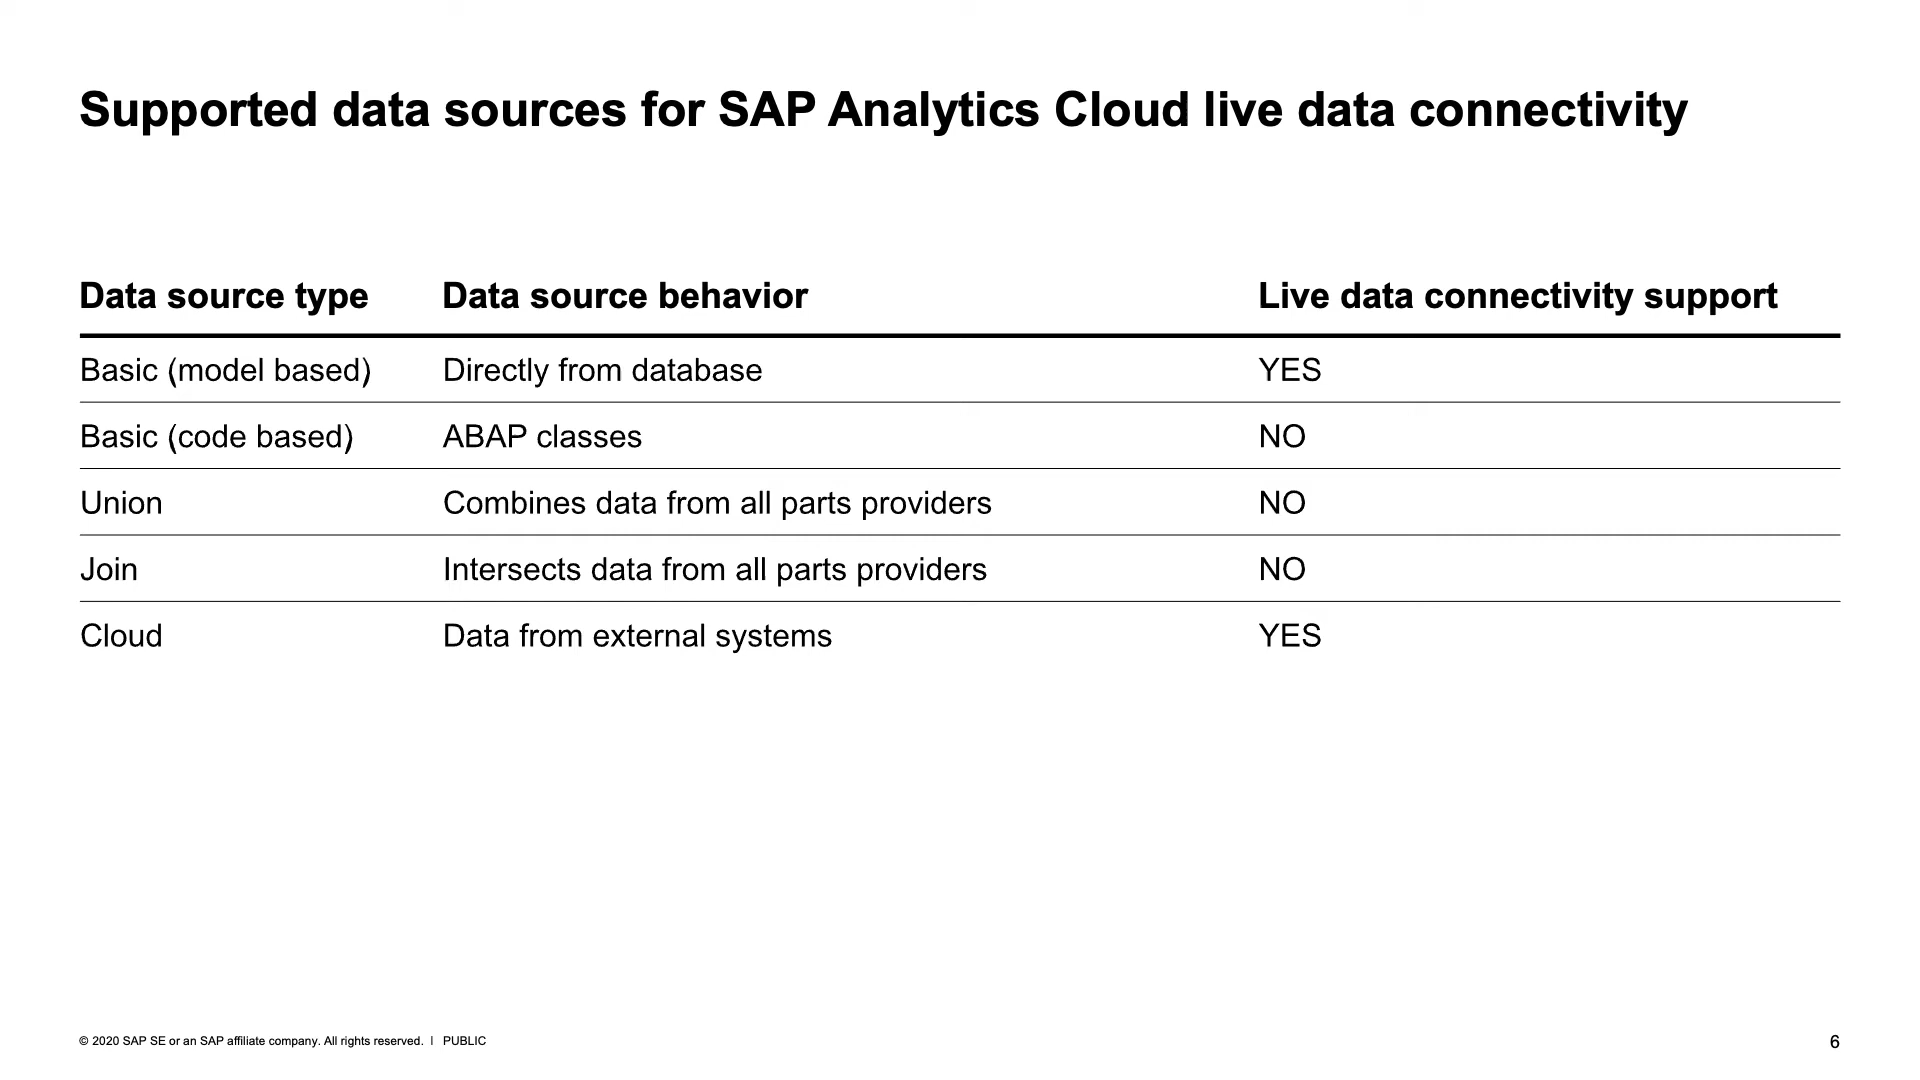 Supported data sources for SAP Analytics Cloud live data connectivity
Data source type Data source behavior Live data connectivity support
Basic (model based) Directly from database YES
Basic (code based) ABAP classes NO
Union Combines data from all parts providers NO
Join Intersects data from all parts providers NO
Cloud Data from external systems YES
© 2020 SAP SE or an SAP affiliate company. All rights reserved. | PUBLIC 6